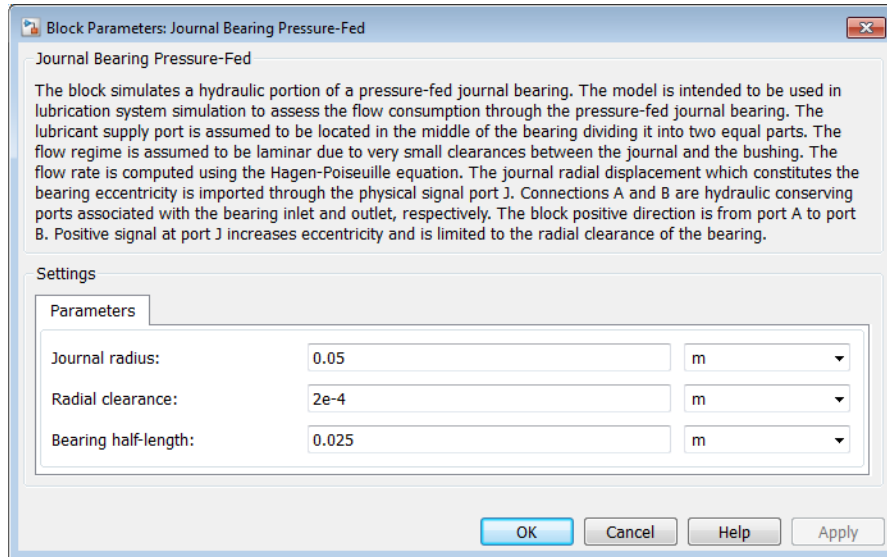 Block Parameters: Journal Bearing Pressure-Fed
Journal Bearing Pressure-Fed
The block simulates a hydraulic portion of a pressure-fed journal bearing. The model is intended to be used in
lubrication system simulation to assess the flow consumption through the pressure-fed journal bearing. The
lubricant supply port is assumed to be located in the middle of the bearing dividing it into two equal parts. The
flow regime is assumed to be laminar due to very small clearances between the journal and the bushing. The
flow rate is computed using the Hagen-Poiseuille equation. The journal radial displacement which constitutes the
bearing eccentricity is imported through the physical signal port J. Connections A and B are hydraulic conserving
ports associated with the bearing inlet and outlet, respectively. The block positive direction is from port A to port
B. Positive signal at port J increases eccentricity and is limited to the radial clearance of the bearing.
Settings
Parameters
Journal radius: 0.05 m
Radial clearance: 2e-4 m
Bearing half-length: 0.025 m
OK Cancel Help Apply